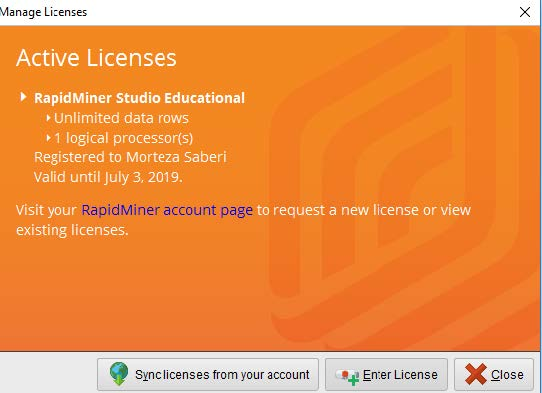 Manage Licenses
Active Licenses
RapidMiner Studio Educational
Unlimited data rows
1 logical processor(s)
Registered to Morteza Saberi
Valid until July 3, 2019.
Visit your RapidMiner account page to request a new license or view
existing licenses.
Sync licenses from your account
Enter License
Close